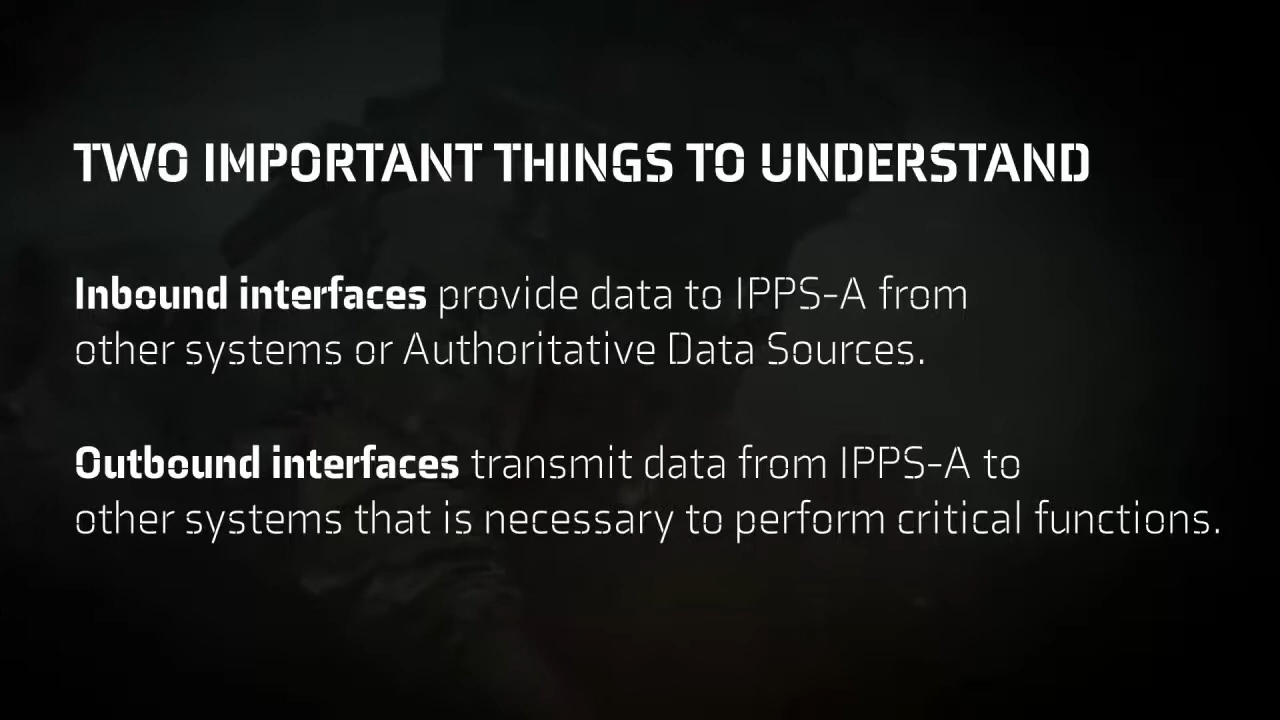 TWO IMPORTANT THINGS TO UNDERSTAND
Inbound interfaces provide data to IPPS-A from
other systems or Authoritative Data Sources.
Outbound interfaces transmit data from IPPS-A to
other systems that is necessary to perform critical functions.